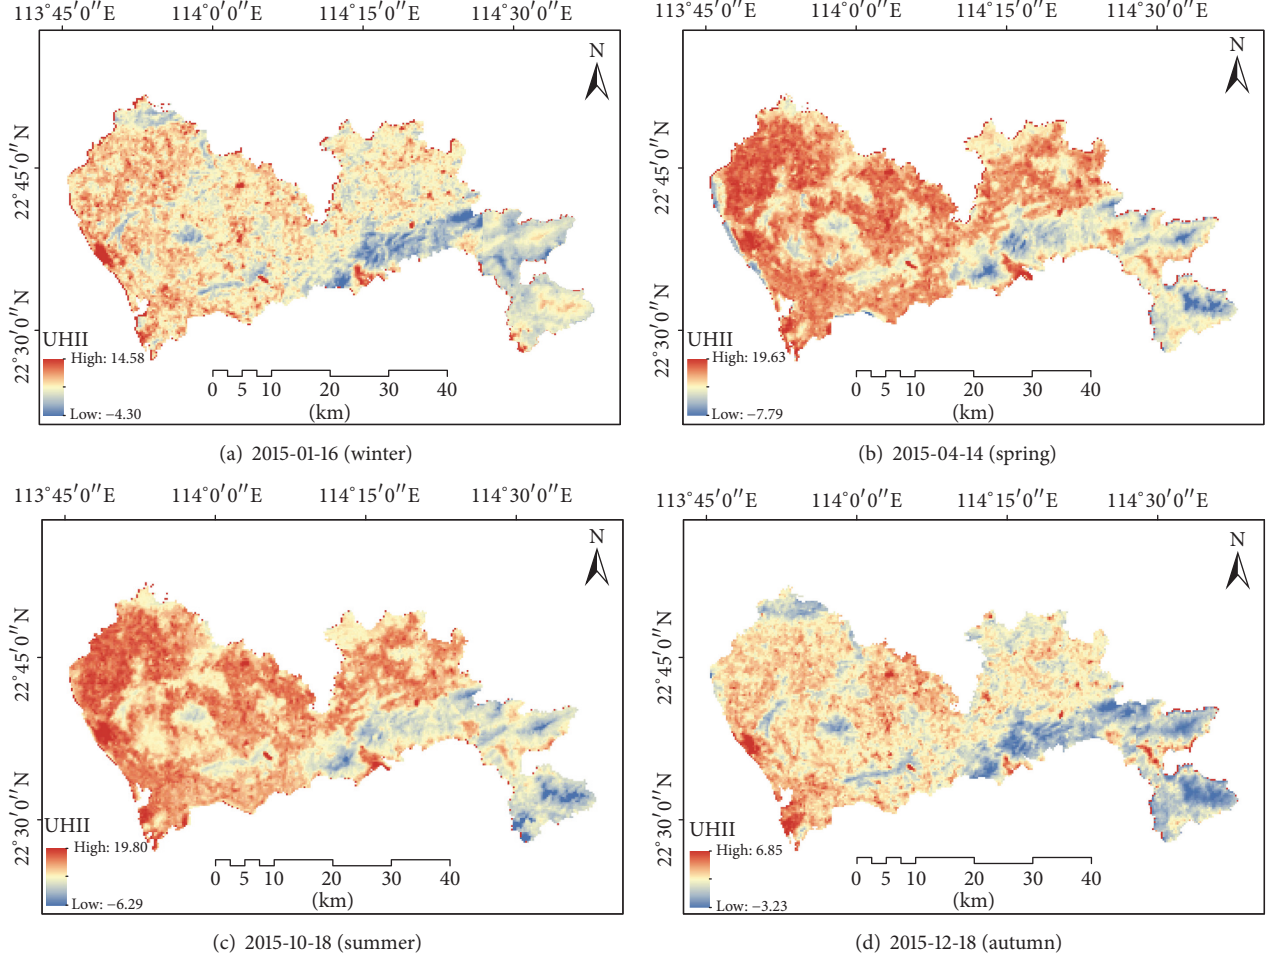 113°45′0″E 114°0′0″E 114°15′0″E 114°30′0″E
N
22°45′0″N
22°30′0″N
UHII
High: 14.58
Low: −4.30
0 5 10 20 30 40
(km)
(a) 2015-01-16 (winter)
113°45′0″E 114°0′0″E 114°15′0″E 114°30′0″E
N
22°45′0″N
22°30′0″N
UHII
High: 19.63
Low: −7.79
0 5 10 20 30 40
(km)
(b) 2015-04-14 (spring)
113°45′0″E 114°0′0″E 114°15′0″E 114°30′0″E
N
22°45′0″N
22°30′0″N
UHII
High: 19.80
Low: −6.29
0 5 10 20 30 40
(km)
(c) 2015-10-18 (summer)
113°45′0″E 114°0′0″E 114°15′0″E 114°30′0″E
N
22°45′0″N
22°30′0″N
UHII
High: 6.85
Low: −3.23
0 5 10 20 30 40
(km)
(d) 2015-12-18 (autumn)